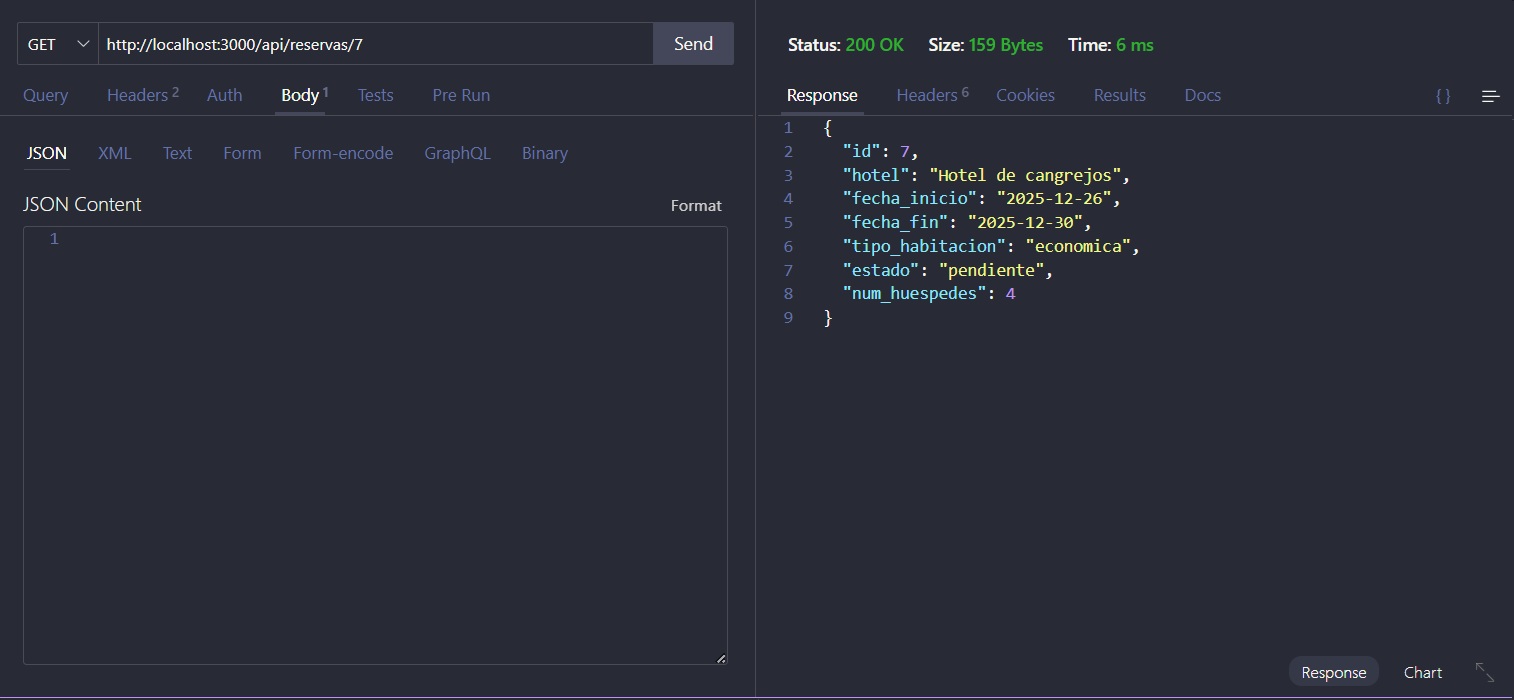 GET http://localhost:3000/api/reservas/7 Send
Query Headers 2 Auth Body 1 Tests Pre Run
JSON XML Text Form Form-encode GraphQL Binary
JSON Content Format
1
Status: 200 OK Size: 159 Bytes Time: 6 ms
Response Headers 6 Cookies Results Docs {}
1 {
2 "id": 7,
3 "hotel": "Hotel de cangrejos",
4 "fecha_inicio": "2025-12-26",
5 "fecha_fin": "2025-12-30",
6 "tipo_habitacion": "economica",
7 "estado": "pendiente",
8 "num_huespedes": 4
9 }
Response Chart